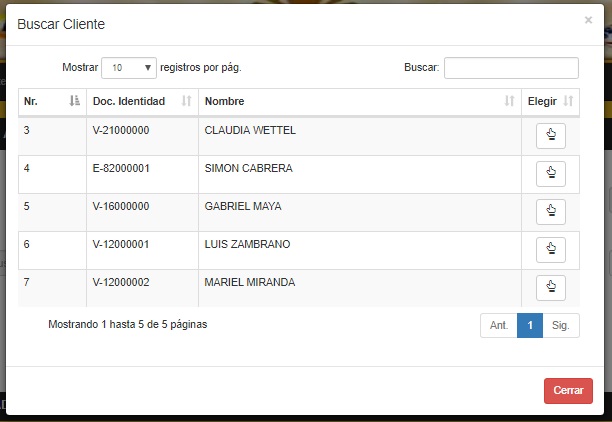 Buscar Cliente ×
Mostrar 10 registros por pág. Buscar:
Nr. Doc. Identidad Nombre Elegir
3 V-21000000 CLAUDIA WETTEL
4 E-82000001 SIMON CABRERA
5 V-16000000 GABRIEL MAYA
6 V-12000001 LUIS ZAMBRANO
7 V-12000002 MARIEL MIRANDA
Mostrando 1 hasta 5 de 5 páginas Ant. 1 Sig.
Cerrar